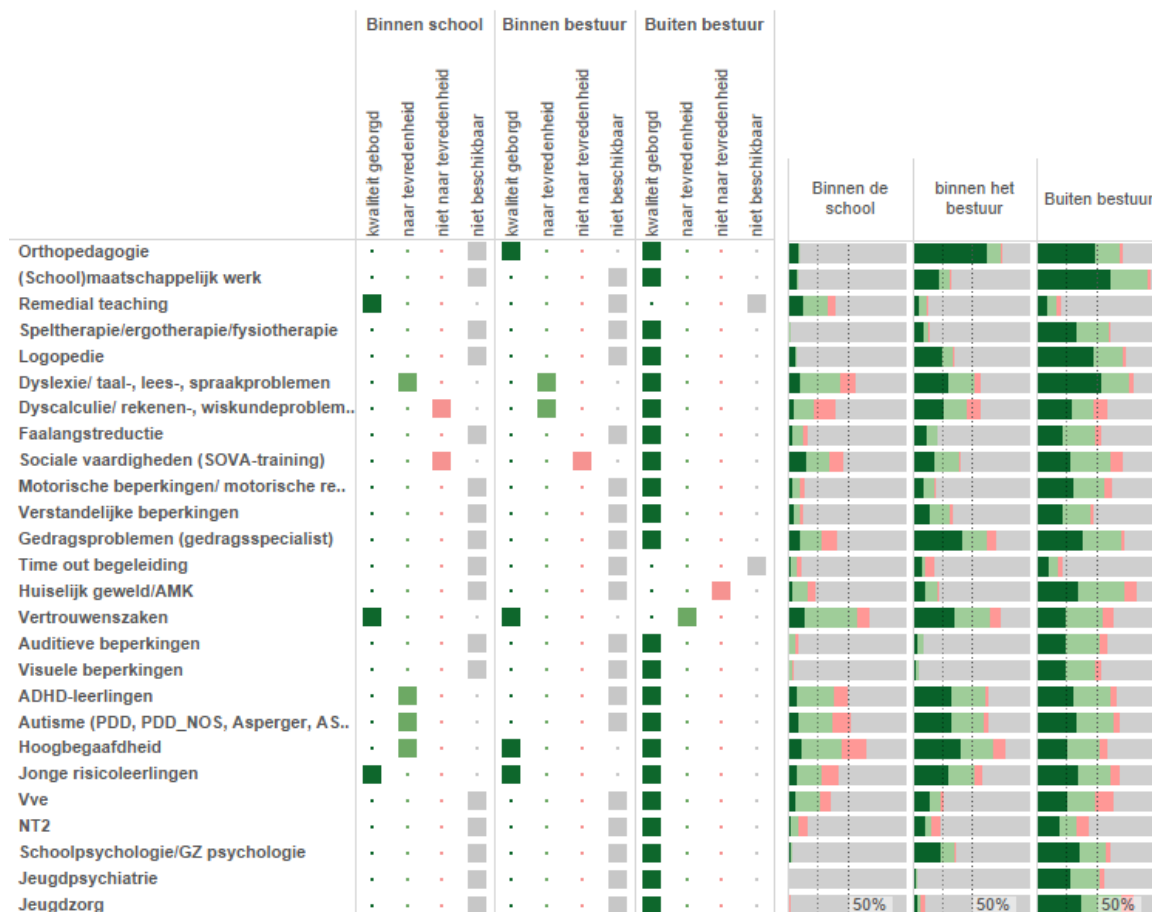 Binnen school Binnen bestuur Buiten bestuur
kwaliteit geborgd
naar tevredenheid
niet naar tevredenheid
niet beschikbaar
kwaliteit geborgd
naar tevredenheid
niet naar tevredenheid
niet beschikbaar
kwaliteit geborgd
naar tevredenheid
niet naar tevredenheid
niet beschikbaar
Binnen de
school
binnen het
bestuur
Buiten bestuur
Orthopedagogie
(School)maatschappelijk werk
Remedial teaching
Speltherapie/ergotherapie/fysiotherapie
Logopedie
Dyslexie/ taal-, lees-, spraakproblemen
Dyscalculie/ rekenen-, wiskundeproblem..
Faalangstreductie
Sociale vaardigheden (SOVA-training)
Motorische beperkingen/ motorische re..
Verstandelijke beperkingen
Gedragsproblemen (gedragsspecialist)
Time out begeleiding
Huiselijk geweld/AMK
Vertrouwenszaken
Auditieve beperkingen
Visuele beperkingen
ADHD-leerlingen
Autisme (PDD, PDD_NOS, Asperger, AS..
Hoogbegaafdheid
Jonge risicoleerlingen
Vve
NT2
Schoolpsychologie/GZ psychologie
Jeugdpsychiatrie
Jeugdzorg 50% 50% 50%